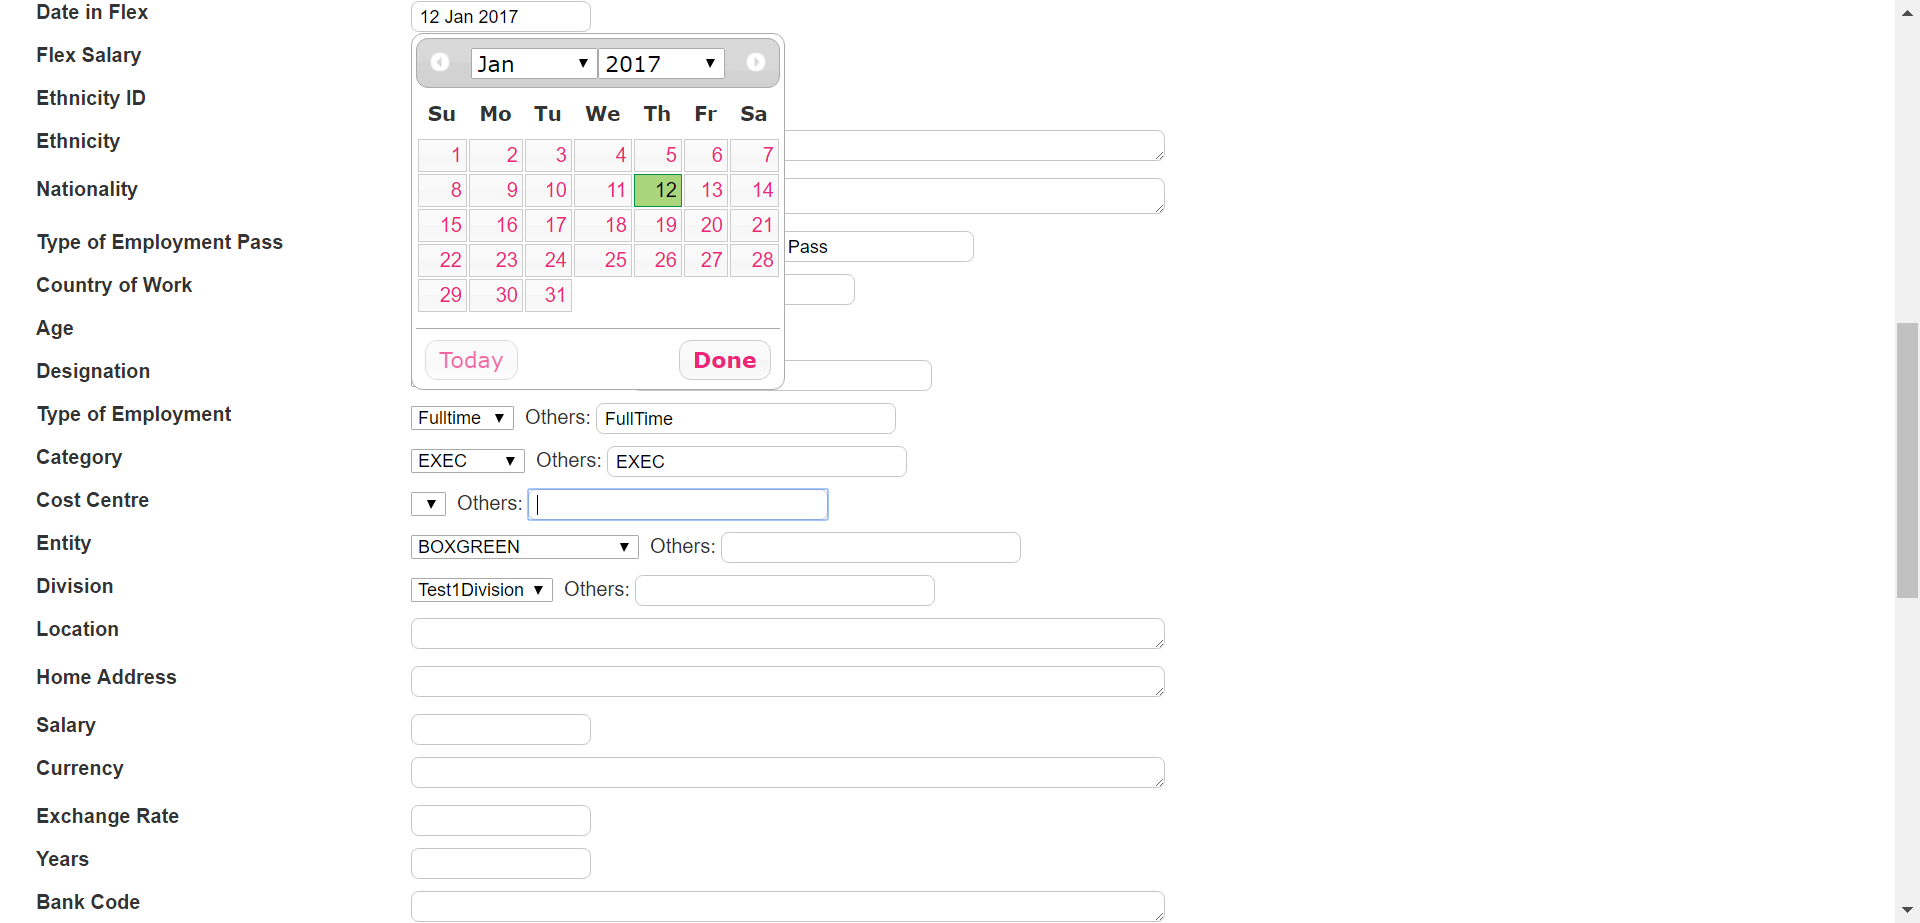 Date in Flex 12 Jan 2017
Flex Salary Jan 2017
Ethnicity ID
Su Mo Tu We Th Fr Sa
Ethnicity
1 2 3 4 5 6 7
Nationality
8 9 10 11 12 13 14
15 16 17 18 19 20 21
Type of Employment Pass Pass
22 23 24 25 26 27 28
Country of Work
29 30 31
Age
Today Done
Designation
Type of Employment Fulltime Others: FullTime
Category EXEC Others: EXEC
Cost Centre Others:
Entity BOXGREEN Others:
Division Test1Division Others:
Location
Home Address
Salary
Currency
Exchange Rate
Years
Bank Code